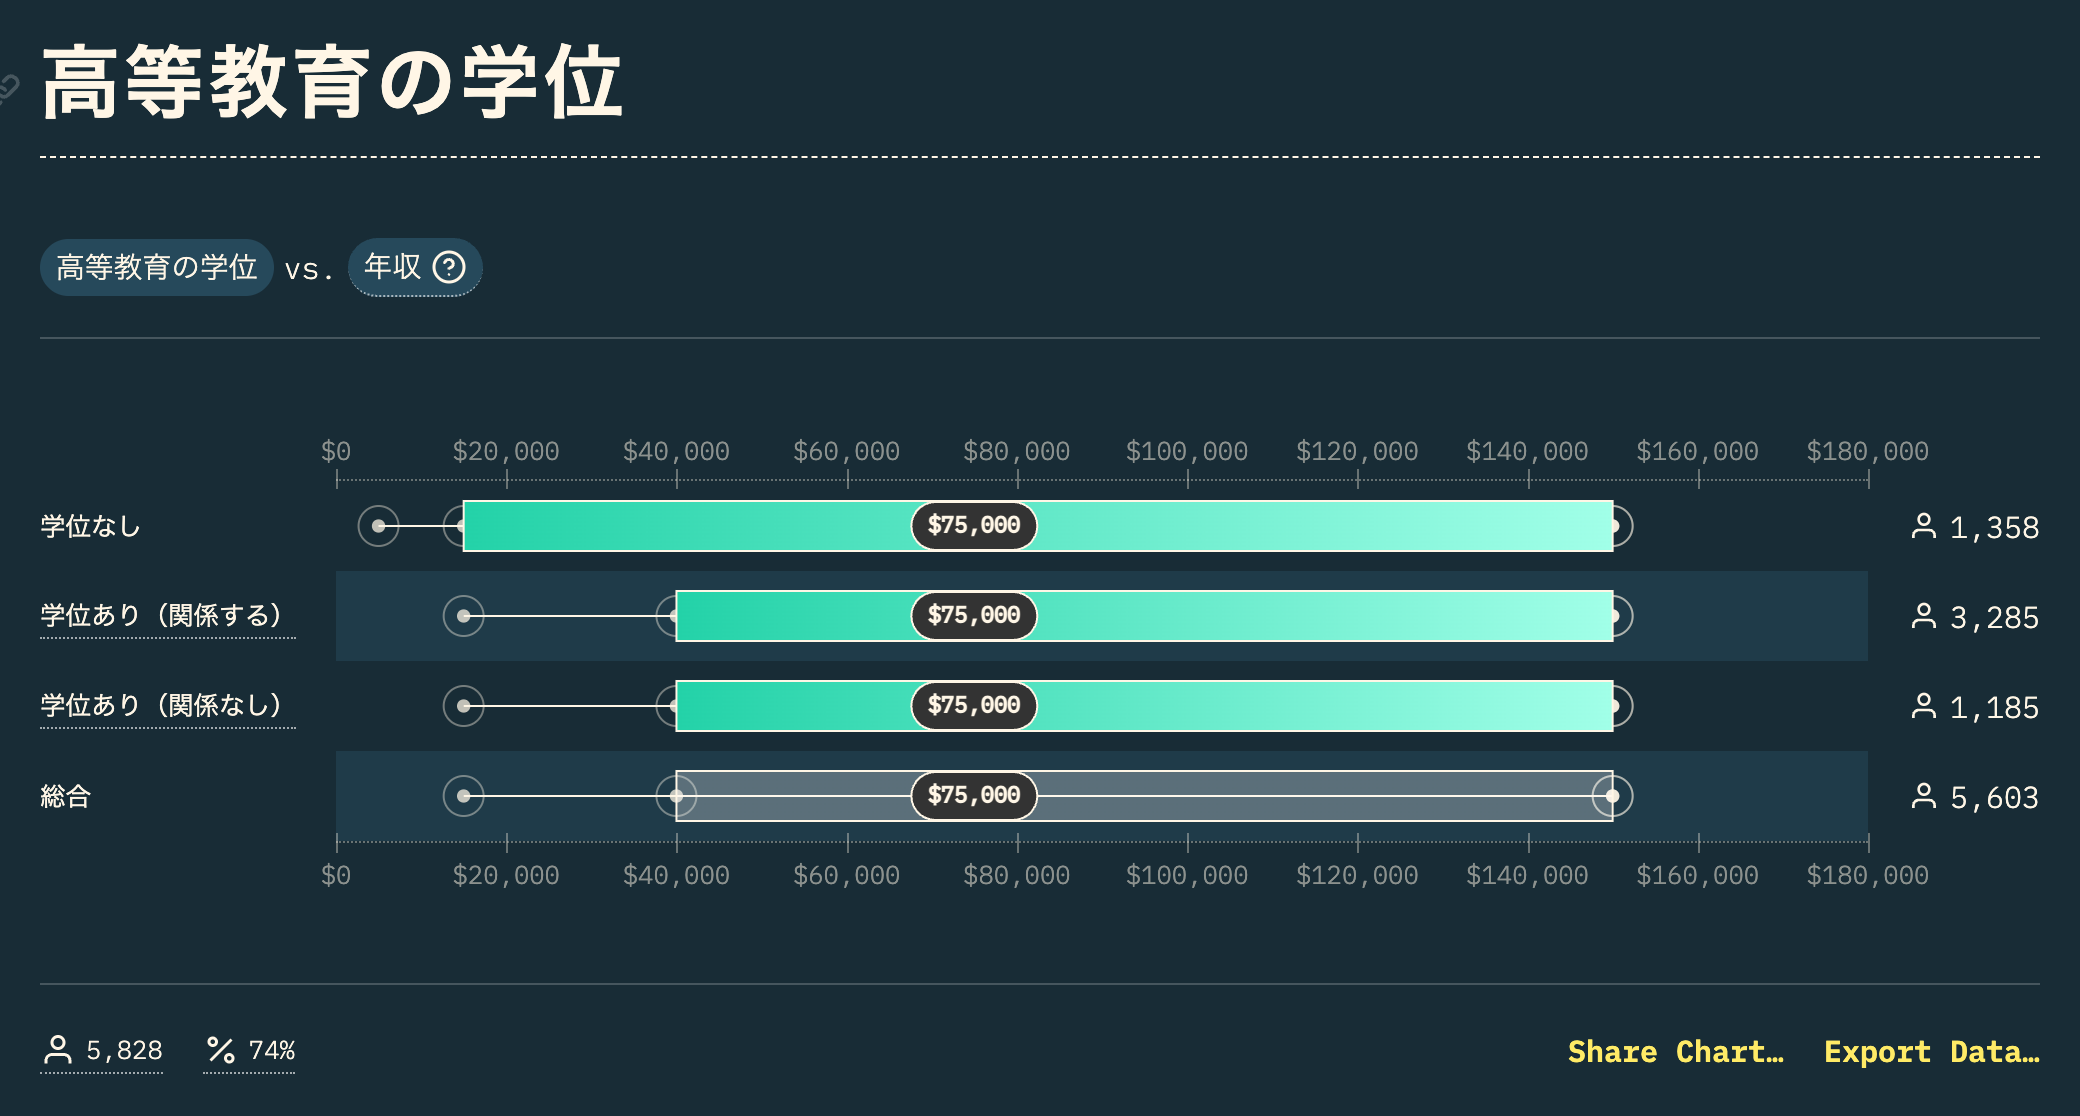 高等教育の学位
高等教育の学位 vs. 年収 ?
$0 $20,000 $40,000 $60,000 $80,000 $100,000 $120,000 $140,000 $160,000 $180,000
学位なし $75,000 1,358
学位あり（関係する） $75,000 3,285
学位あり（関係なし） $75,000 1,185
総合 $75,000 5,603
$0 $20,000 $40,000 $60,000 $80,000 $100,000 $120,000 $140,000 $160,000 $180,000
5,828 % 74% Share Chart… Export Data…